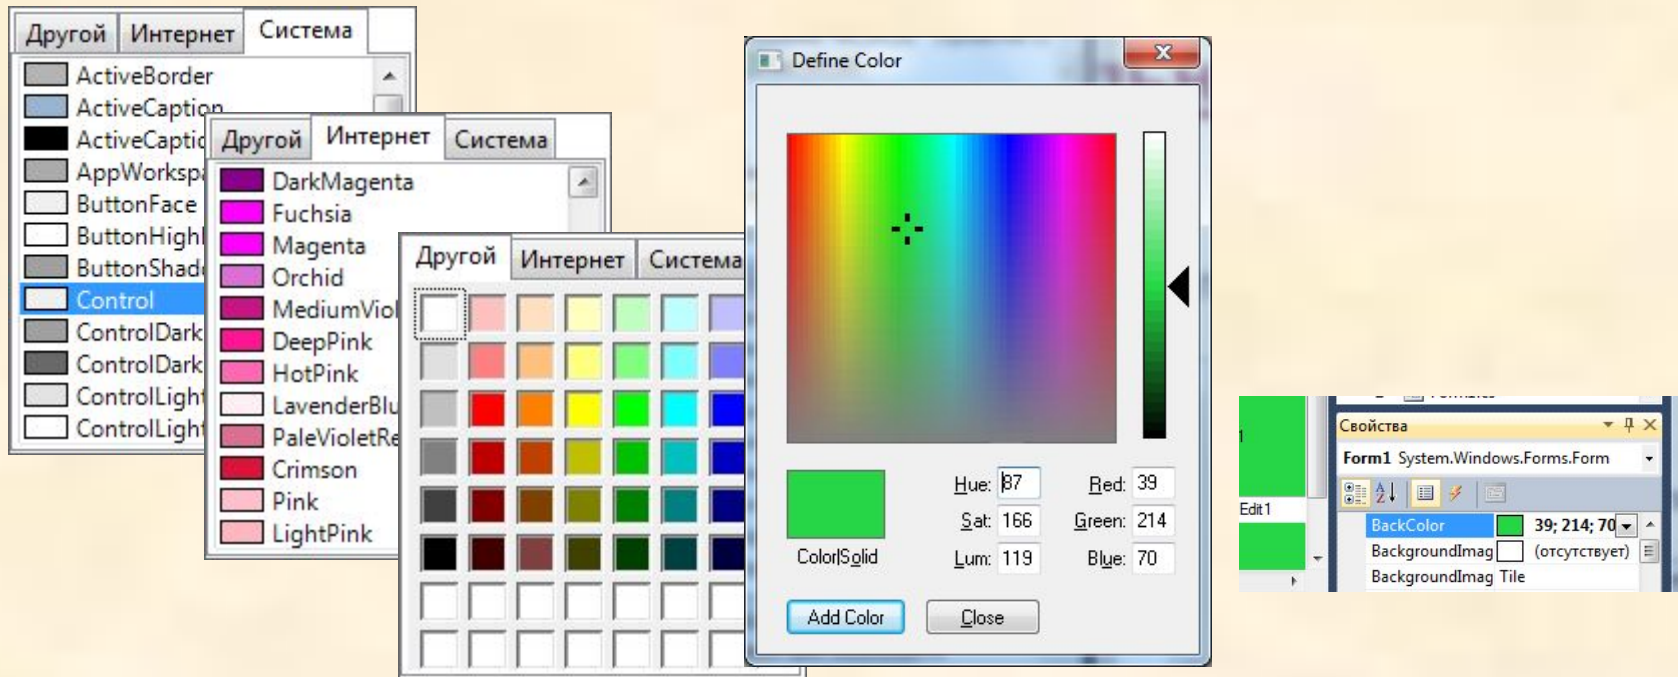 Другой Интернет Система
ActiveBorder
ActiveCaption
ActiveCaptio
AppWorkspa
ButtonFace
ButtonHighl
ButtonShad
Control
ControlDark
ControlDark
ControlLight
ControlLight
Другой Интернет Система
DarkMagenta
Fuchsia
Magenta
Orchid
MediumViol
DeepPink
HotPink
LavenderBlu
PaleVioletRe
Crimson
Pink
LightPink
Другой Интернет Система
Define Color
Hue: 87 Red: 39
Sat: 166 Green: 214
Color|Solid Lum: 119 Blue: 70
Add Color Close
Edit1
Свойства
Form1 System.Windows.Forms.Form
BackColor 39; 214; 70
BackgroundImag (отсутствует)
BackgroundImag Tile